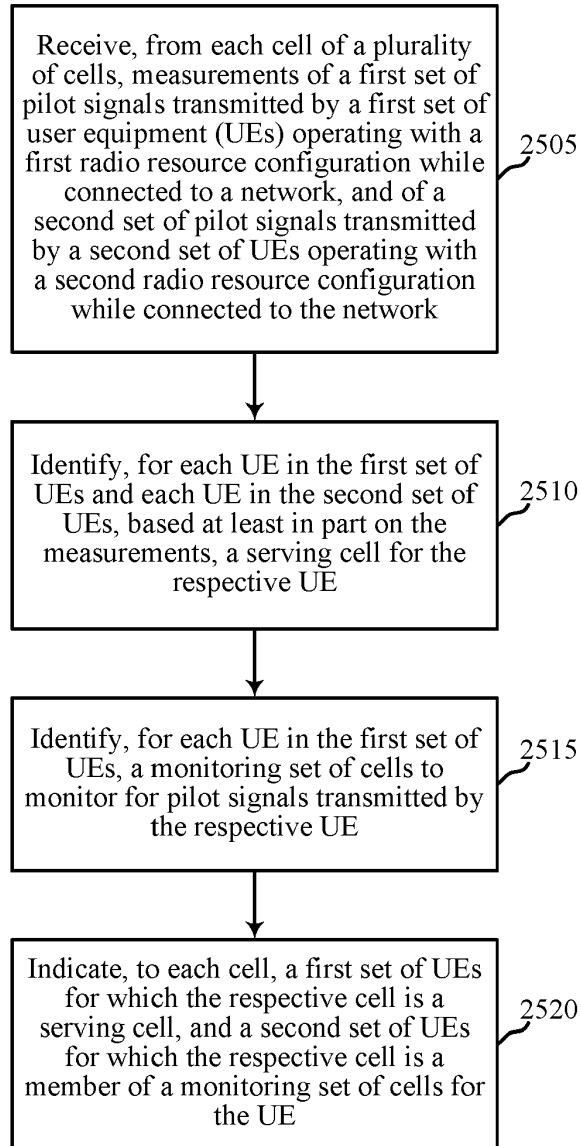 Receive, from each cell of a plurality
of cells, measurements of a first set of
pilot signals transmitted by a first set of
user equipment (UEs) operating with a
first radio resource configuration while
connected to a network, and of a
second set of pilot signals transmitted
by a second set of UEs operating with
a second radio resource configuration
while connected to the network
2505
Identify, for each UE in the first set of
UEs and each UE in the second set of
UEs, based at least in part on the
measurements, a serving cell for the
respective UE
2510
Identify, for each UE in the first set of
UEs, a monitoring set of cells to
monitor for pilot signals transmitted by
the respective UE
2515
Indicate, to each cell, a first set of UEs
for which the respective cell is a
serving cell, and a second set of UEs
for which the respective cell is a
member of a monitoring set of cells for
the UE
2520